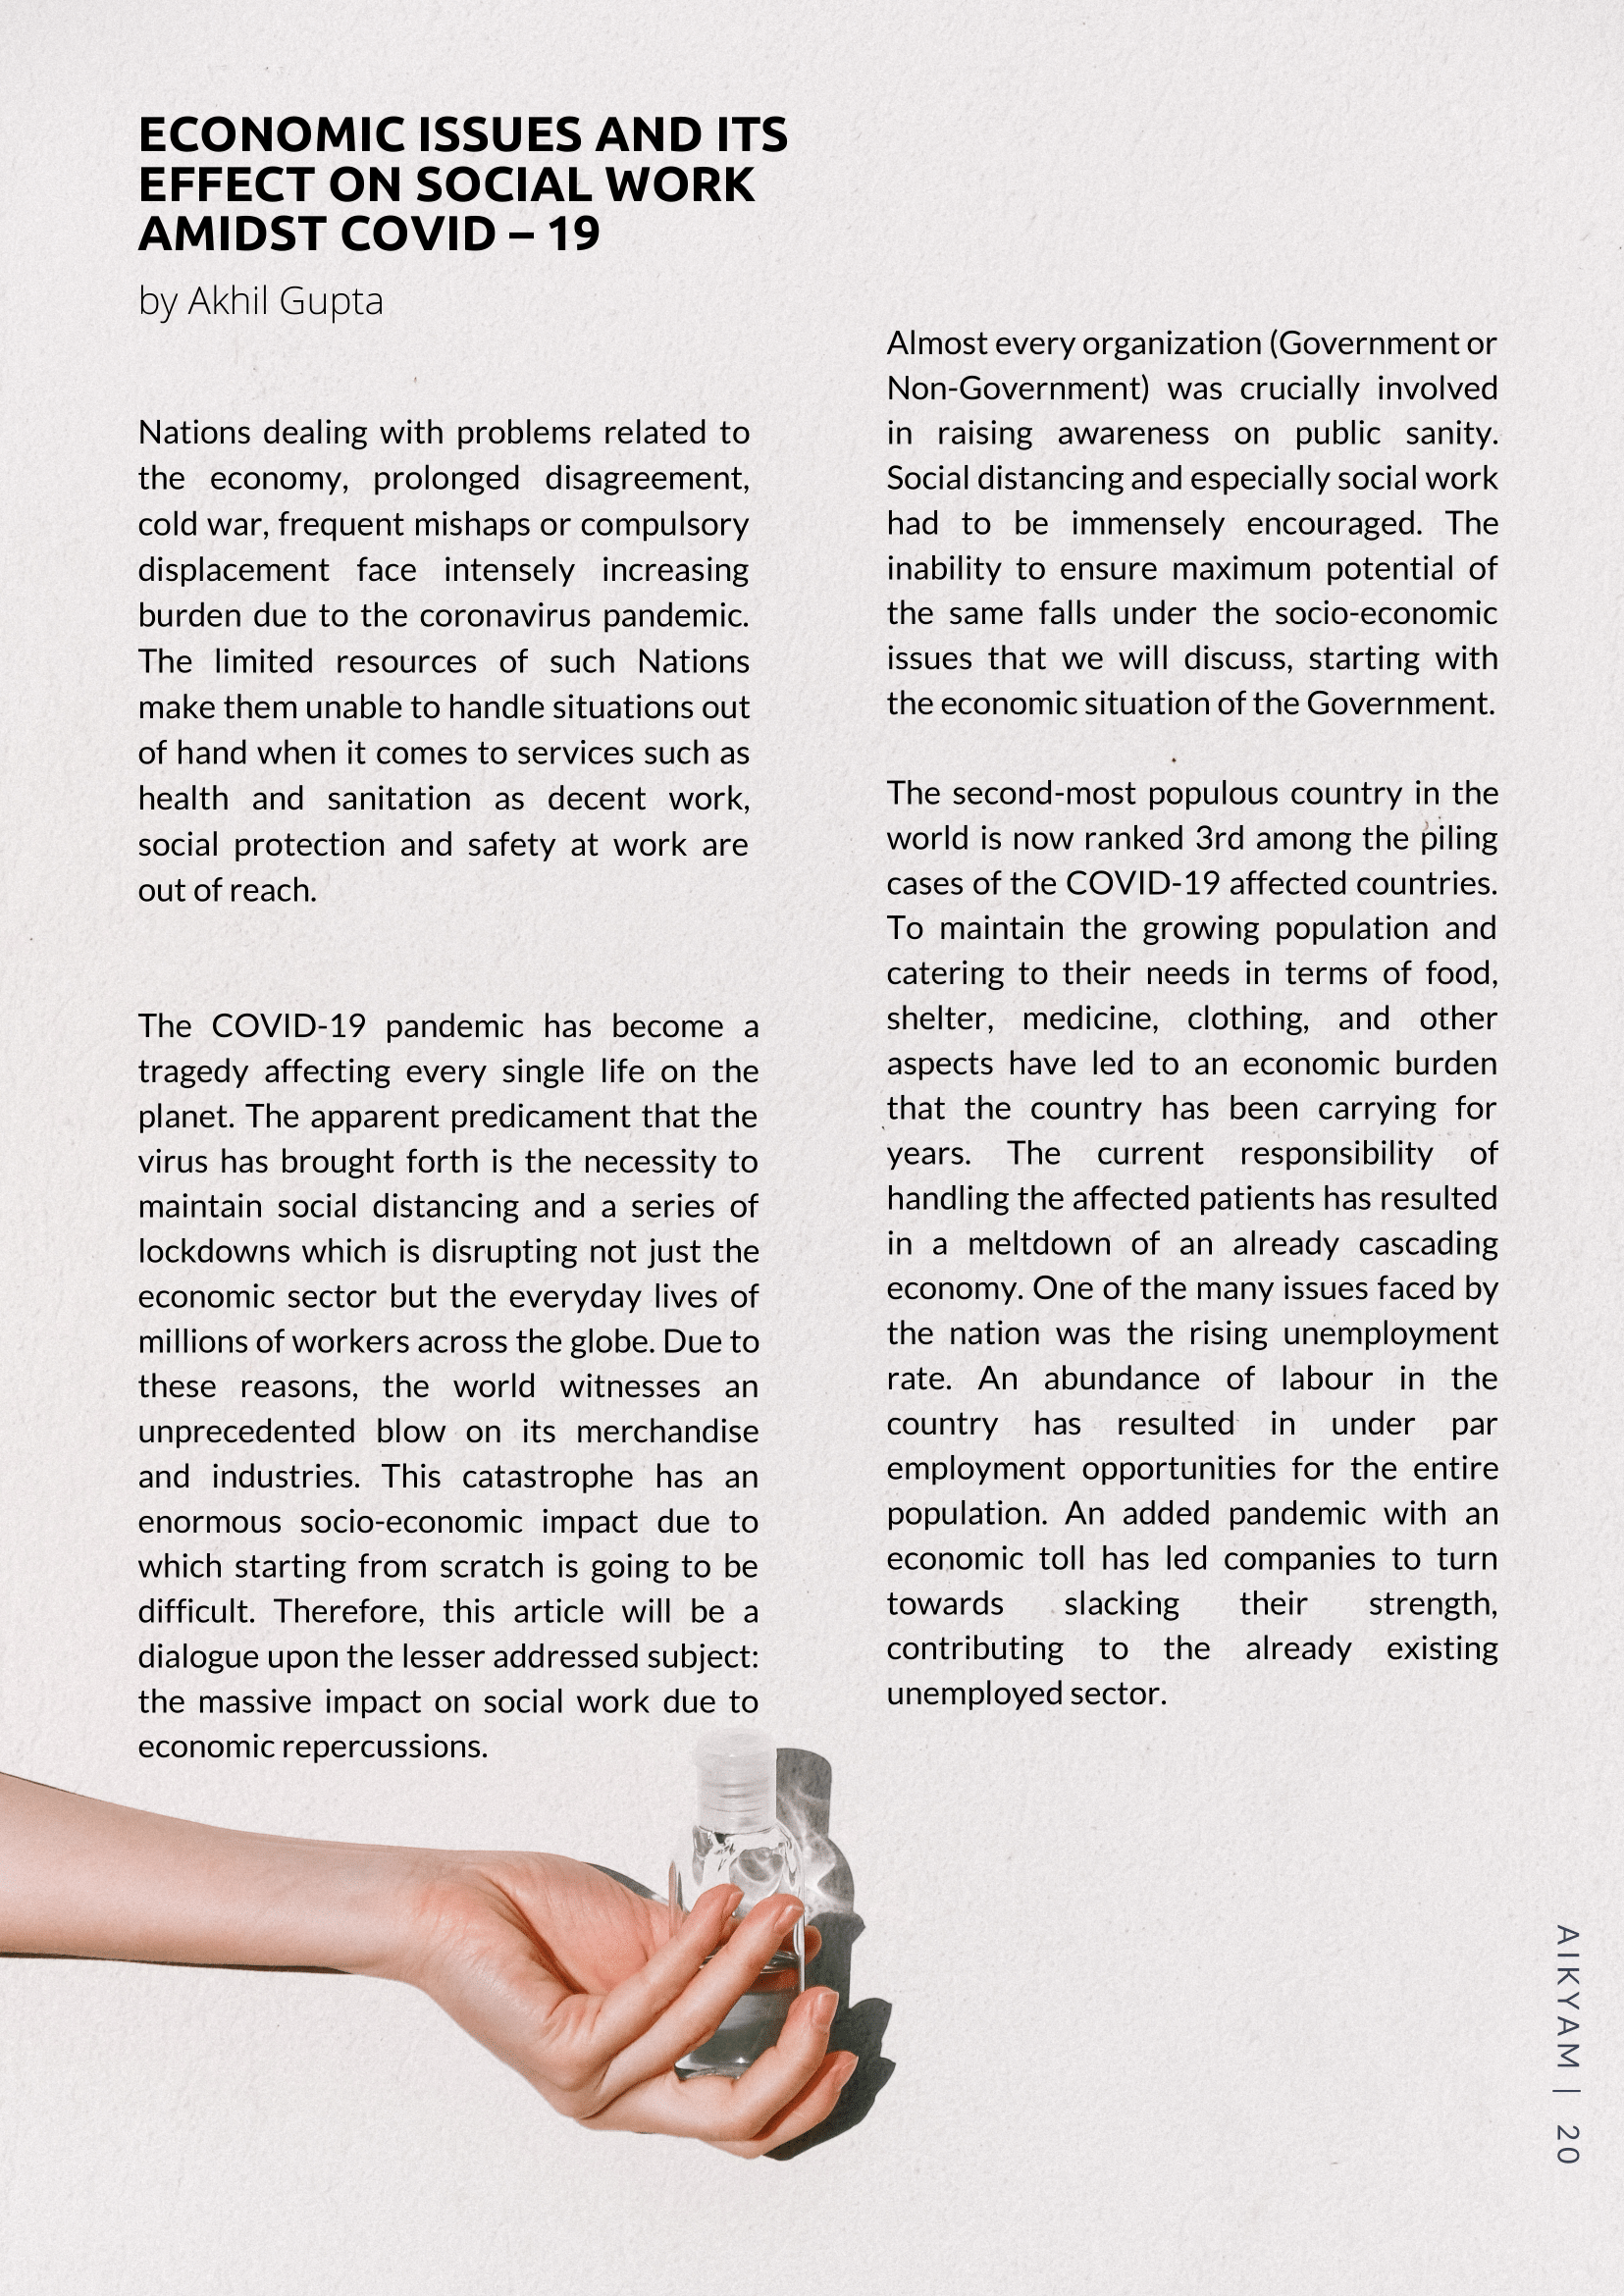 ECONOMIC ISSUES AND ITS
EFFECT ON SOCIAL WORK
AMIDST COVID – 19
by Akhil Gupta
Nations dealing with problems related to
the economy, prolonged disagreement,
cold war, frequent mishaps or compulsory
displacement face intensely increasing
burden due to the coronavirus pandemic.
The limited resources of such Nations
make them unable to handle situations out
of hand when it comes to services such as
health and sanitation as decent work,
social protection and safety at work are
out of reach.
The COVID-19 pandemic has become a
tragedy affecting every single life on the
planet. The apparent predicament that the
virus has brought forth is the necessity to
maintain social distancing and a series of
lockdowns which is disrupting not just the
economic sector but the everyday lives of
millions of workers across the globe. Due to
these reasons, the world witnesses an
unprecedented blow on its merchandise
and industries. This catastrophe has an
enormous socio-economic impact due to
which starting from scratch is going to be
difficult. Therefore, this article will be a
dialogue upon the lesser addressed subject:
the massive impact on social work due to
economic repercussions.
Almost every organization (Government or
Non-Government) was crucially involved
in raising awareness on public sanity.
Social distancing and especially social work
had to be immensely encouraged. The
inability to ensure maximum potential of
the same falls under the socio-economic
issues that we will discuss, starting with
the economic situation of the Government.
The second-most populous country in the
world is now ranked 3rd among the piling
cases of the COVID-19 affected countries.
To maintain the growing population and
catering to their needs in terms of food,
shelter, medicine, clothing, and other
aspects have led to an economic burden
that the country has been carrying for
years. The current responsibility of
handling the affected patients has resulted
in a meltdown of an already cascading
economy. One of the many issues faced by
the nation was the rising unemployment
rate. An abundance of labour in the
country has resulted in under par
employment opportunities for the entire
population. An added pandemic with an
economic toll has led companies to turn
towards slacking their strength,
contributing to the already existing
unemployed sector.
AIKYAM | 20